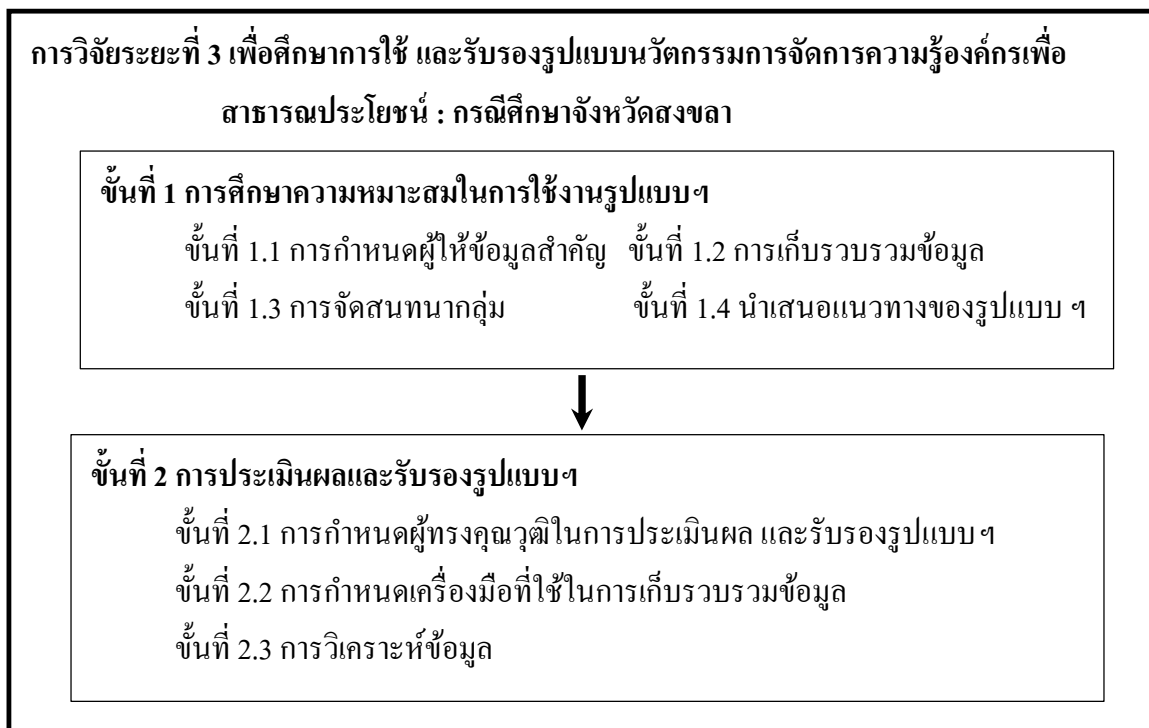 การวิจัยระยะที่ 3 เพื่อศึกษาการใช้ และรับรองรูปแบบนวัตกรรมการจัดการความรู้องค์กรเพื่อ
สาธารณประโยชน์ : กรณีศึกษาจังหวัดสงขลา
ขั้นที่ 1 การศึกษาความหมาะสมในการใช้งานรูปแบบฯ
ขั้นที่ 1.1 การกำหนดผู้ให้ข้อมูลสำคัญ ขั้นที่ 1.2 การเก็บรวบรวมข้อมูล
ขั้นที่ 1.3 การจัดสนทนากลุ่ม ขั้นที่ 1.4 นำเสนอแนวทางของรูปแบบ ฯ
ขั้นที่ 2 การประเมินผลและรับรองรูปแบบฯ
ขั้นที่ 2.1 การกำหนดผู้ทรงคุณวุฒิในการประเมินผล และรับรองรูปแบบ ฯ
ขั้นที่ 2.2 การกำหนดเครื่องมือที่ใช้ในการเก็บรวบรวมข้อมูล
ขั้นที่ 2.3 การวิเคราะห์ข้อมูล